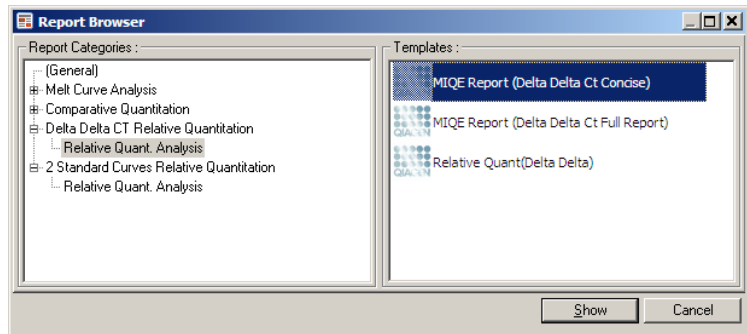 Report Browser
Report Categories :
(General)
Melt Curve Analysis
Comparative Quantitation
Delta Delta CT Relative Quantitation
Relative Quant. Analysis
2 Standard Curves Relative Quantitation
Relative Quant. Analysis
Templates :
MIQE Report (Delta Delta Ct Concise)
MIQE Report (Delta Delta Ct Full Report)
QIAGEN
Relative Quant(Delta Delta)
QIAGEN
Show
Cancel